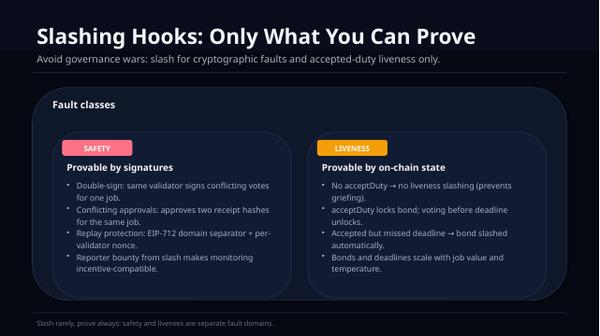 Slashing Hooks: Only What You Can Prove
Avoid governance wars: slash for cryptographic faults and accepted-duty liveness only.
Fault classes
SAFETY
Provable by signatures
• Double-sign: same validator signs conflicting votes
for one job.
• Conflicting approvals: approves two receipt hashes
for the same job.
• Replay protection: EIP-712 domain separator + per-
validator nonce.
• Reporter bounty from slash makes monitoring
incentive-compatible.
LIVENESS
Provable by on-chain state
• No acceptDuty → no liveness slashing (prevents
griefing).
• acceptDuty locks bond; voting before deadline
unlocks.
• Accepted but missed deadline → bond slashed
automatically.
• Bonds and deadlines scale with job value and
temperature.
Slash rarely, prove always: safety and liveness are separate fault domains.